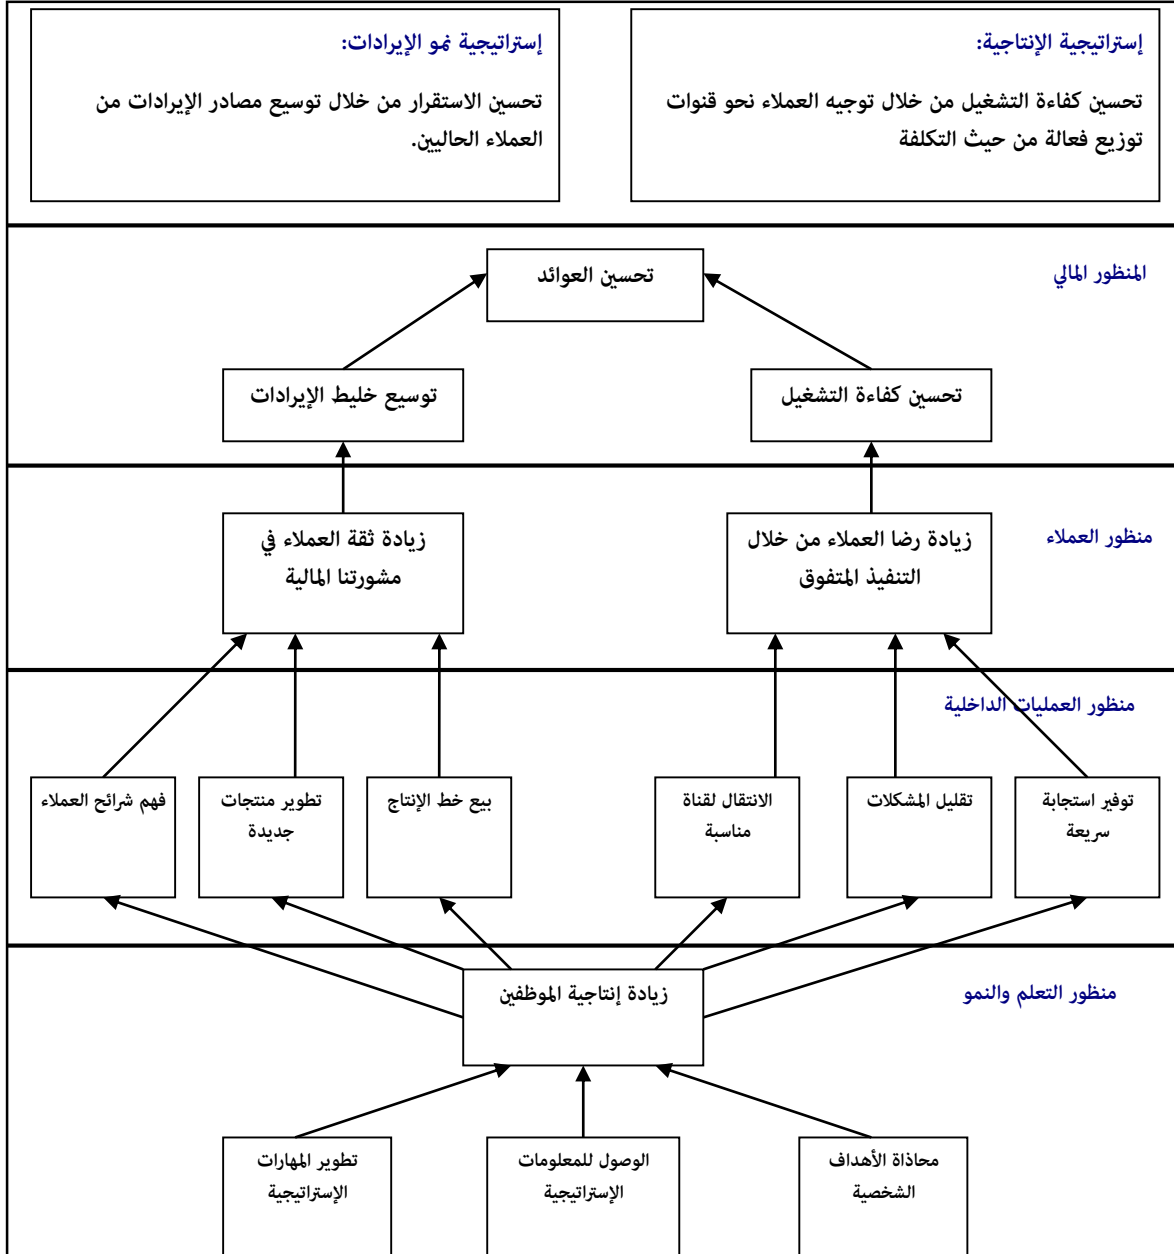 إستراتيجية الإنتاجية:
تحسين كفاءة التشغيل من خلال توجيه العملاء نحو قنوات
توزيع فعالة من حيث التكلفة
إستراتيجية نمو الإيرادات:
تحسين الاستقرار من خلال توسيع مصادر الإيرادات من
العملاء الحاليين.
المنظور المالي
تحسين العوائد
تحسين كفاءة التشغيل
توسيع خليط الإيرادات
منظور العملاء
زيادة رضا العملاء من خلال
التنفيذ المتفوق
زيادة ثقة العملاء في
مشورتنا المالية
منظور العمليات الداخلية
توفير استجابة
سريعة
تقليل المشكلات
الانتقال لقناة
مناسبة
بيع خط الإنتاج
تطوير منتجات
جديدة
فهم شرائح العملاء
منظور التعلم والنمو
زيادة إنتاجية الموظفين
محاذاة الأهداف
الشخصية
الوصول للمعلومات
الإستراتيجية
تطوير المهارات
الإستراتيجية